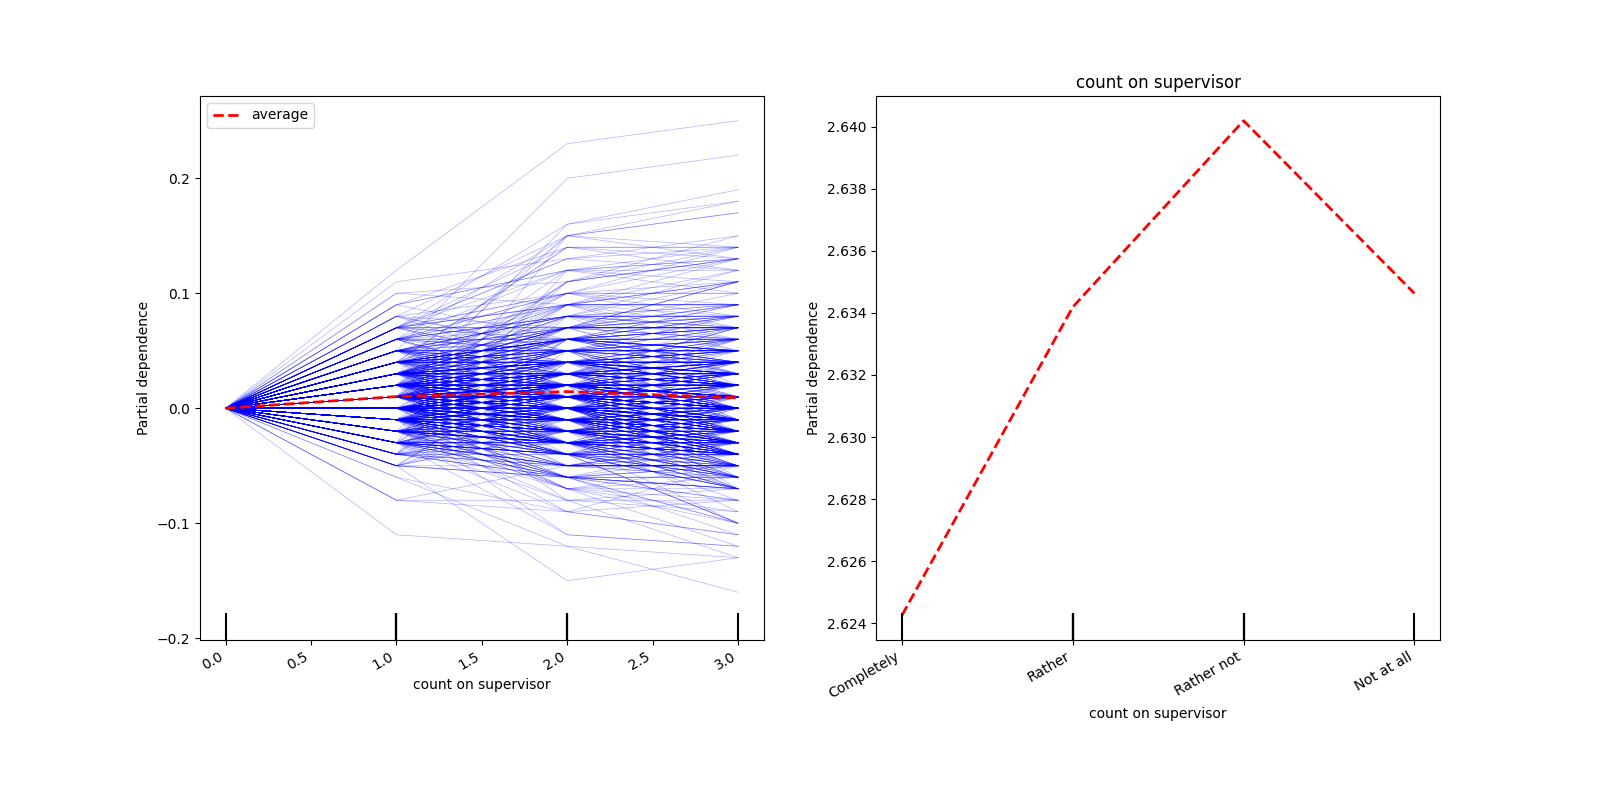 average
0.2
0.1
0.0
−0.1
−0.2
Partial dependence
0.0
0.5
1.0
1.5
2.0
2.5
3.0
count on supervisor
count on supervisor
2.640
2.638
2.636
2.634
2.632
2.630
2.628
2.626
2.624
Partial dependence
Completely
Rather
Rather not
Not at all
count on supervisor